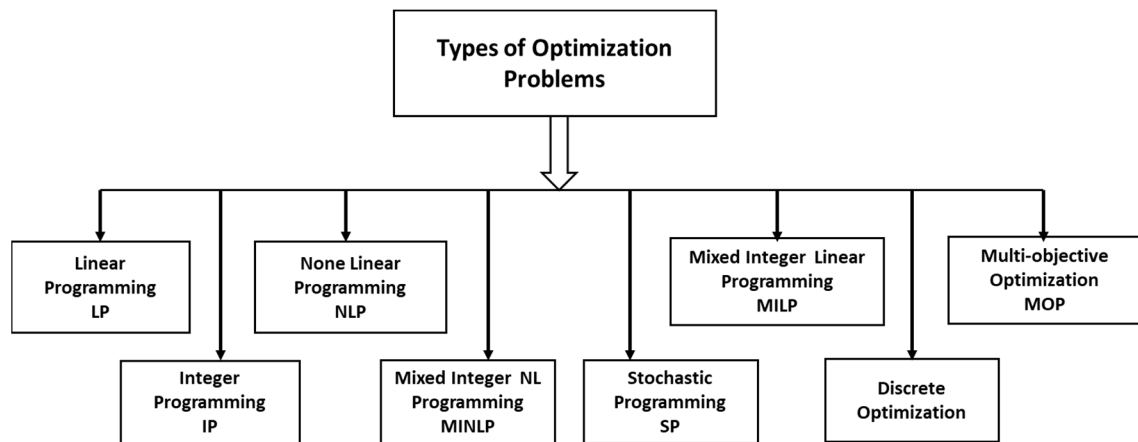 Types of Optimization
Problems
Linear
Programming
LP
None Linear
Programming
NLP
Mixed Integer Linear
Programming
MILP
Multi-objective
Optimization
MOP
Integer
Programming
IP
Mixed Integer NL
Programming
MINLP
Stochastic
Programming
SP
Discrete
Optimization